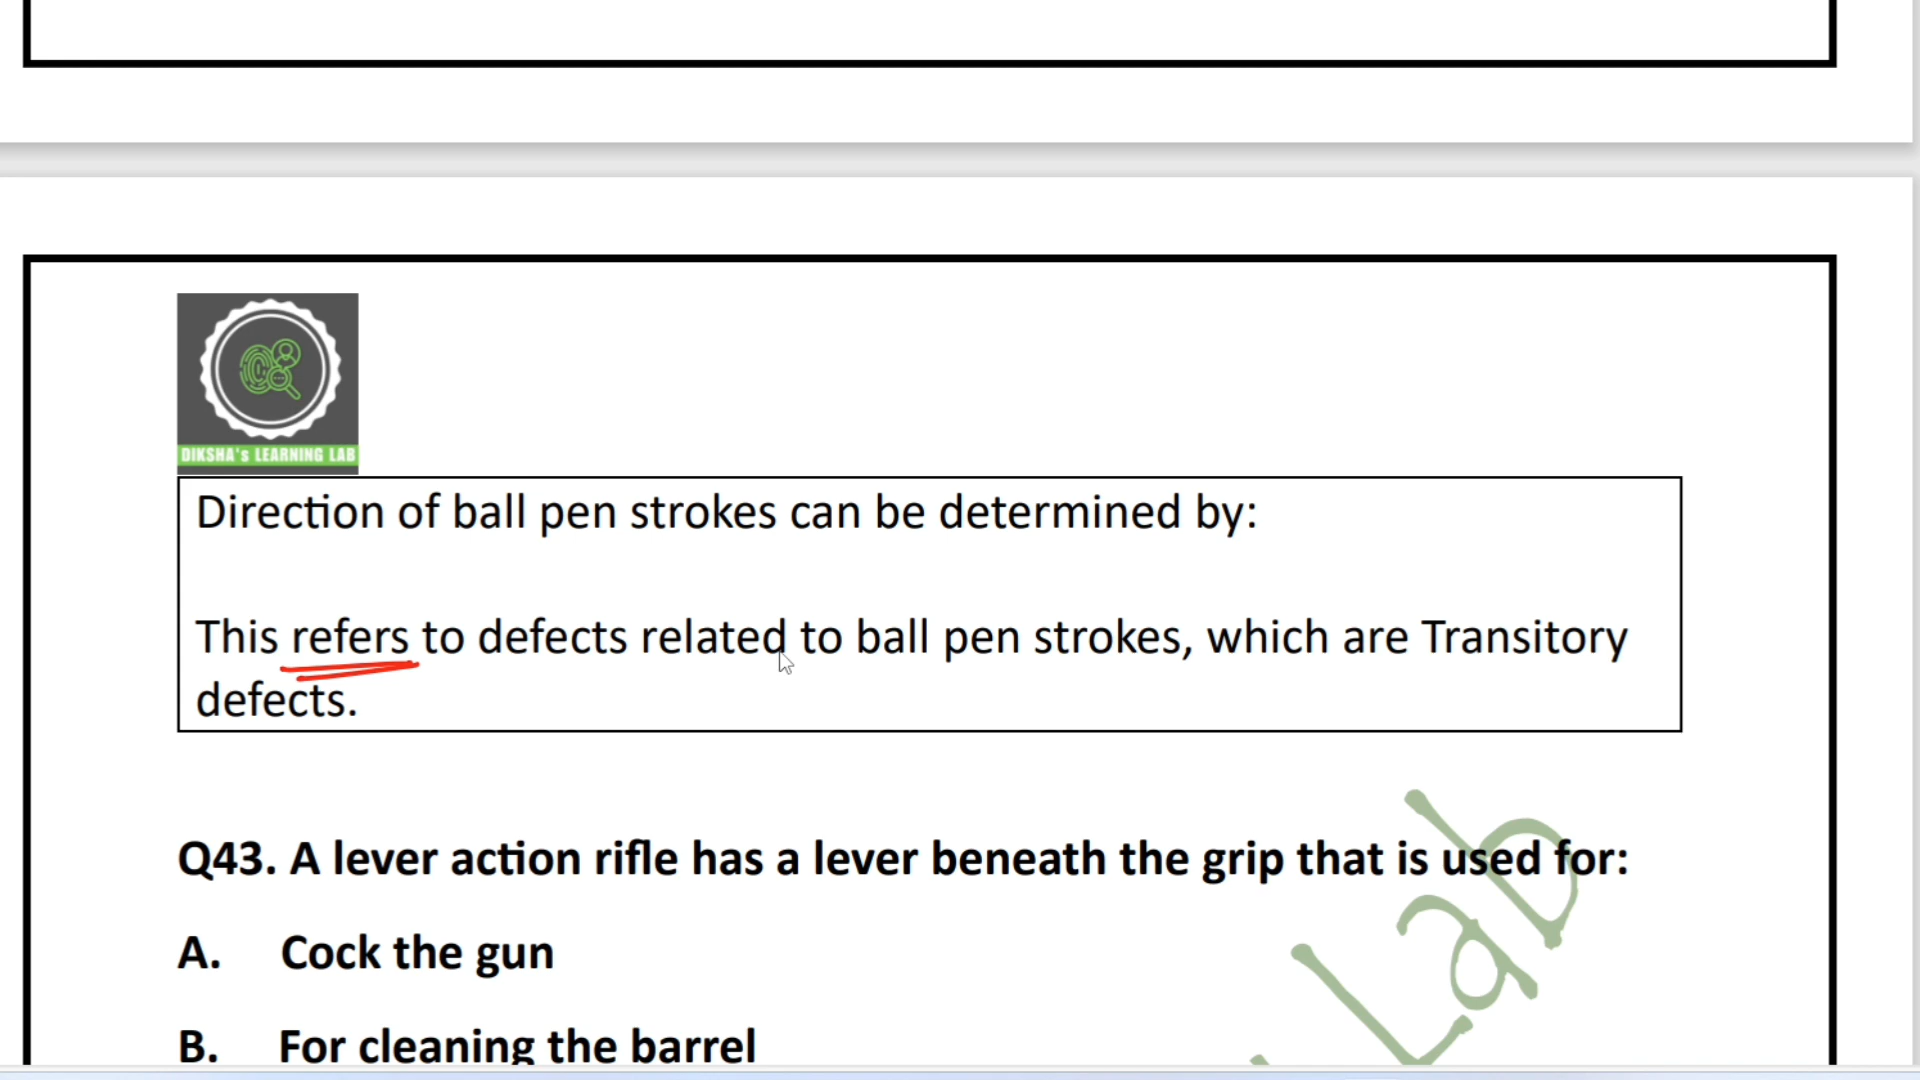 DIKSHA's LEARNING LAB
Direction of ball pen strokes can be determined by:
This refers to defects related to ball pen strokes, which are Transitory
defects.
Q43. A lever action rifle has a lever beneath the grip that is used for:
A. Cock the gun
B. For cleaning the barrel
Lab